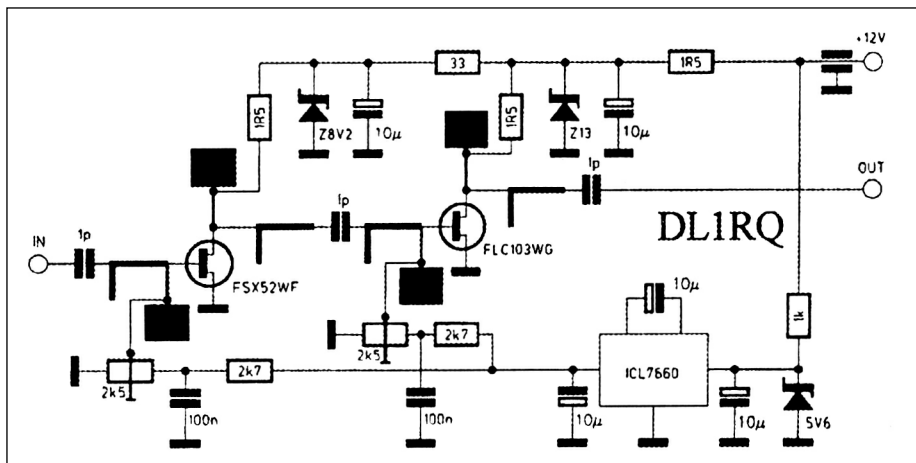 +12V
33
1R5
1R5
Z8V2
10µ
1R5
Z13
10µ
1p
OUT
1p
DL1RQ
IN
1p
FLC103WG
FSX52WF
10µ
1k
2k7
2k5
2k7
ICL7660
2k5
100n
100n
10µ
10µ
5V6